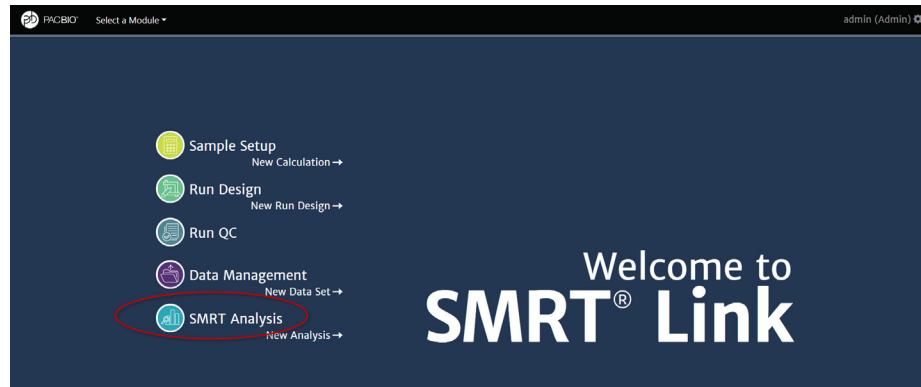 PACBIO® Select a Module
admin (Admin)
Sample Setup
New Calculation →
Run Design
New Run Design →
Run QC
Data Management
New Data Set →
SMRT Analysis
New Analysis →
Welcome to
SMRT® Link